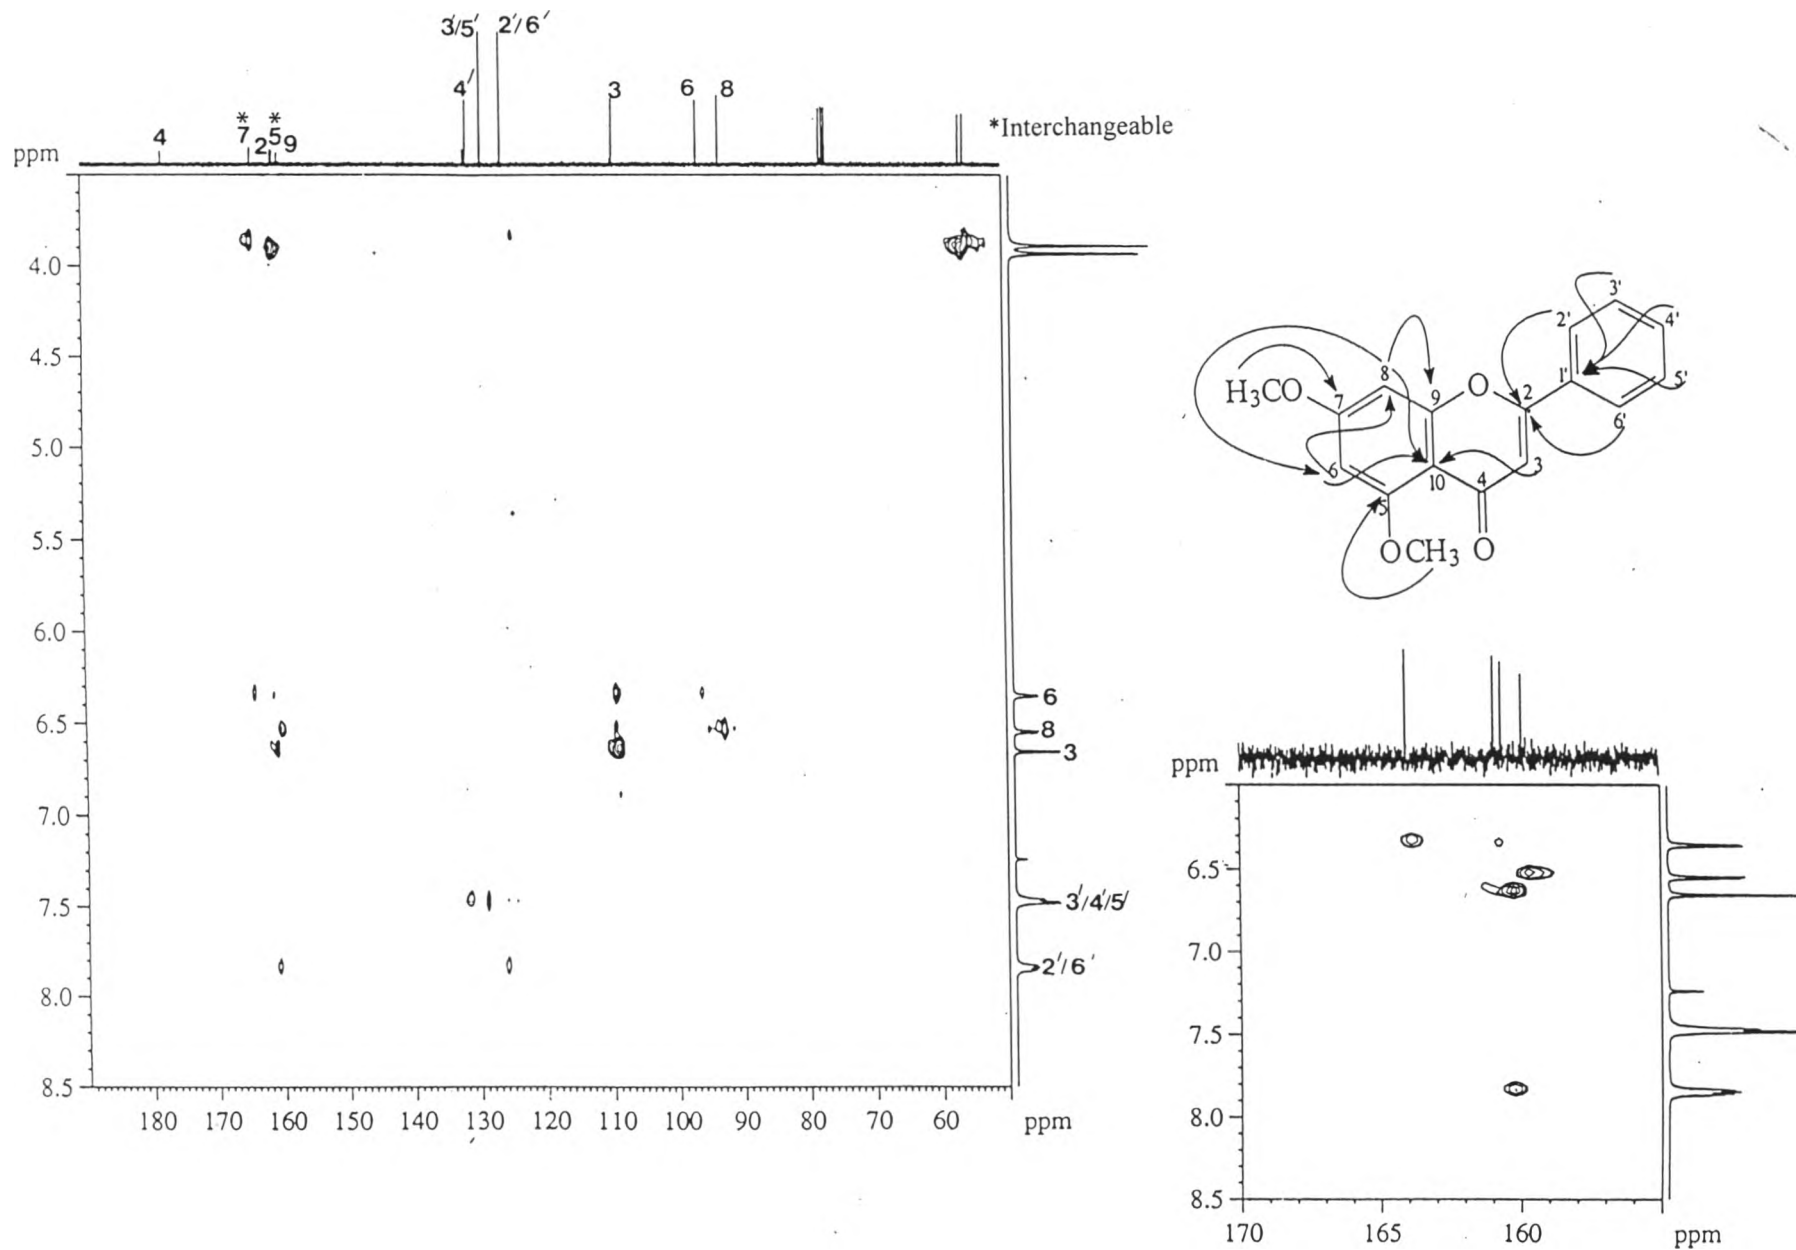 3'/5' 2'/6'
4' 3 6 8
* *
4 7 2 5 9
*Interchangeable
ppm
4.0
4.5
5.0
5.5
6.0
6.5
7.0
7.5
8.0
8.5
6
8
3
3'/4'/5'
2'/6'
180 170 160 150 140 130 120 110 100 90 80 70 60 ppm
3'
2' 4'
1' 5'
6'
H₃CO 7 8 9 O 2
6 10 4 3
5
OCH₃ O
ppm
6.5
7.0
7.5
8.0
8.5
170 165 160 ppm